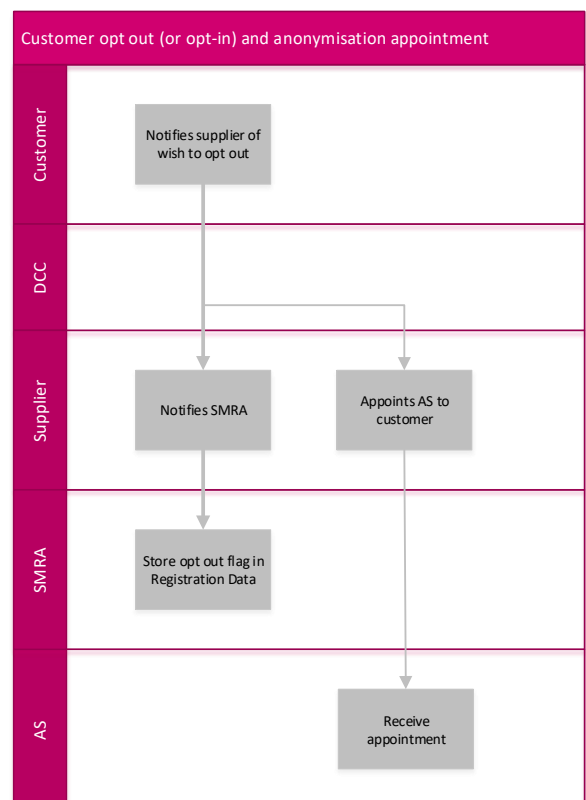 Customer opt out (or opt-in) and anonymisation appointment
Customer
Notifies supplier of
wish to opt out
DCC
Supplier
Notifies SMRA
Appoints AS to
customer
SMRA
Store opt out flag in
Registration Data
AS
Receive
appointment